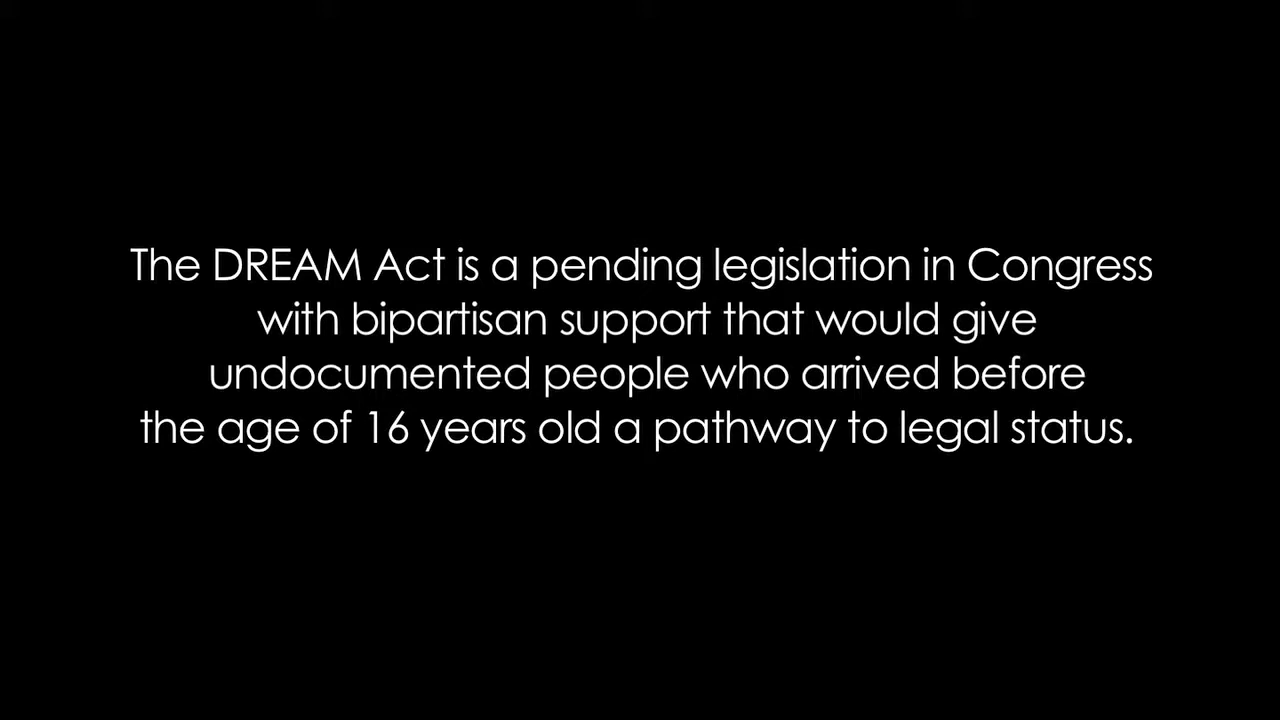 The DREAM Act is a pending legislation in Congress
with bipartisan support that would give
undocumented people who arrived before
the age of 16 years old a pathway to legal status.